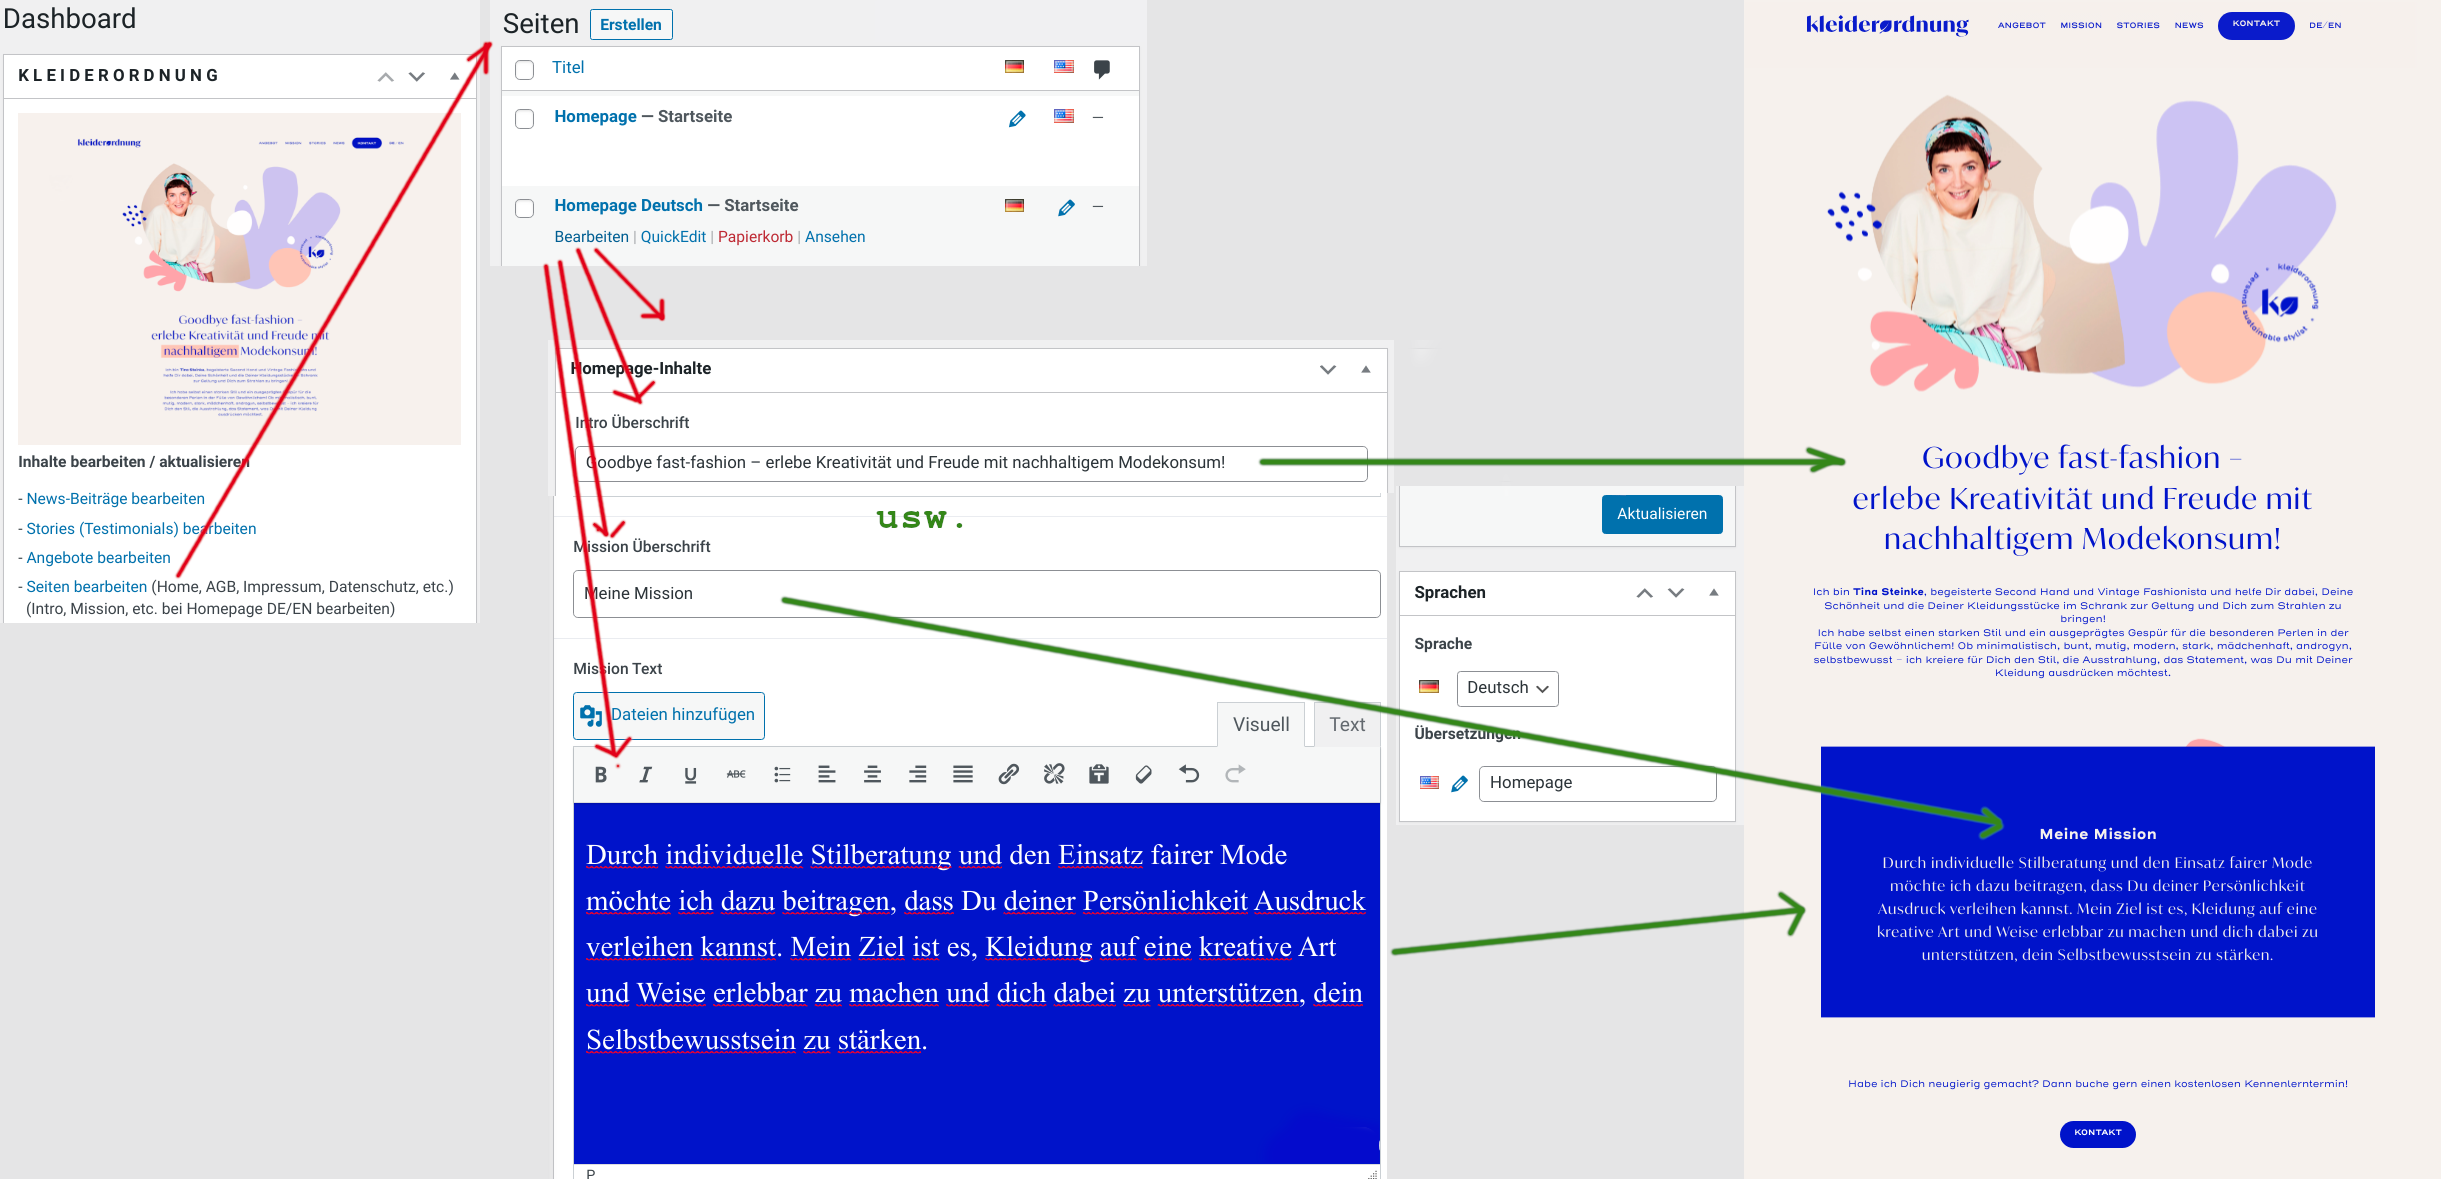 Dashboard
KLEIDERORDNUNG
kleiderordnung
ANGEBOT MISSION STORIES NEWS KONTAKT DE/EN
Goodbye fast-fashion –
erlebe Kreativität und Freude mit
nachhaltigem Modekonsum!
Inhalte bearbeiten / aktualisieren
- News-Beiträge bearbeiten
- Stories (Testimonials) bearbeiten
- Angebote bearbeiten
- Seiten bearbeiten (Home, AGB, Impressum, Datenschutz, etc.)
(Intro, Mission, etc. bei Homepage DE/EN bearbeiten)
Seiten Erstellen
Titel
Homepage — Startseite
—
Homepage Deutsch — Startseite
—
Bearbeiten | QuickEdit | Papierkorb | Ansehen
Homepage-Inhalte
Intro Überschrift
Goodbye fast-fashion – erlebe Kreativität und Freude mit nachhaltigem Modekonsum!
usw.
Mission Überschrift
Meine Mission
Mission Text
Dateien hinzufügen
Visuell Text
B I U ABC
Durch individuelle Stilberatung und den Einsatz fairer Mode
möchte ich dazu beitragen, dass Du deiner Persönlichkeit Ausdruck
verleihen kannst. Mein Ziel ist es, Kleidung auf eine kreative Art
und Weise erlebbar zu machen und dich dabei zu unterstützen, dein
Selbstbewusstsein zu stärken.
P
Aktualisieren
Sprachen
Sprache
Deutsch
Übersetzungen
Homepage
kleiderordnung
ANGEBOT MISSION STORIES NEWS KONTAKT DE/EN
kleiderordnung
personal sustainable stylist
kø
Goodbye fast-fashion –
erlebe Kreativität und Freude mit
nachhaltigem Modekonsum!
Ich bin Tina Steinke, begeisterte Second Hand und Vintage Fashionista und helfe Dir dabei, Deine
Schönheit und die Deiner Kleidungsstücke im Schrank zur Geltung und Dich zum Strahlen zu
bringen!
Ich habe selbst einen starken Stil und ein ausgeprägtes Gespür für die besonderen Perlen in der
Fülle von Gewöhnlichem! Ob minimalistisch, bunt, mutig, modern, stark, mädchenhaft, androgyn,
selbstbewusst – ich kreiere für Dich den Stil, die Ausstrahlung, das Statement, was Du mit Deiner
Kleidung ausdrücken möchtest.
Meine Mission
Durch individuelle Stilberatung und den Einsatz fairer Mode
möchte ich dazu beitragen, dass Du deiner Persönlichkeit
Ausdruck verleihen kannst. Mein Ziel ist es, Kleidung auf eine
kreative Art und Weise erlebbar zu machen und dich dabei zu
unterstützen, dein Selbstbewusstsein zu stärken.
Habe ich Dich neugierig gemacht? Dann buche gern einen kostenlosen Kennenlerntermin!
KONTAKT